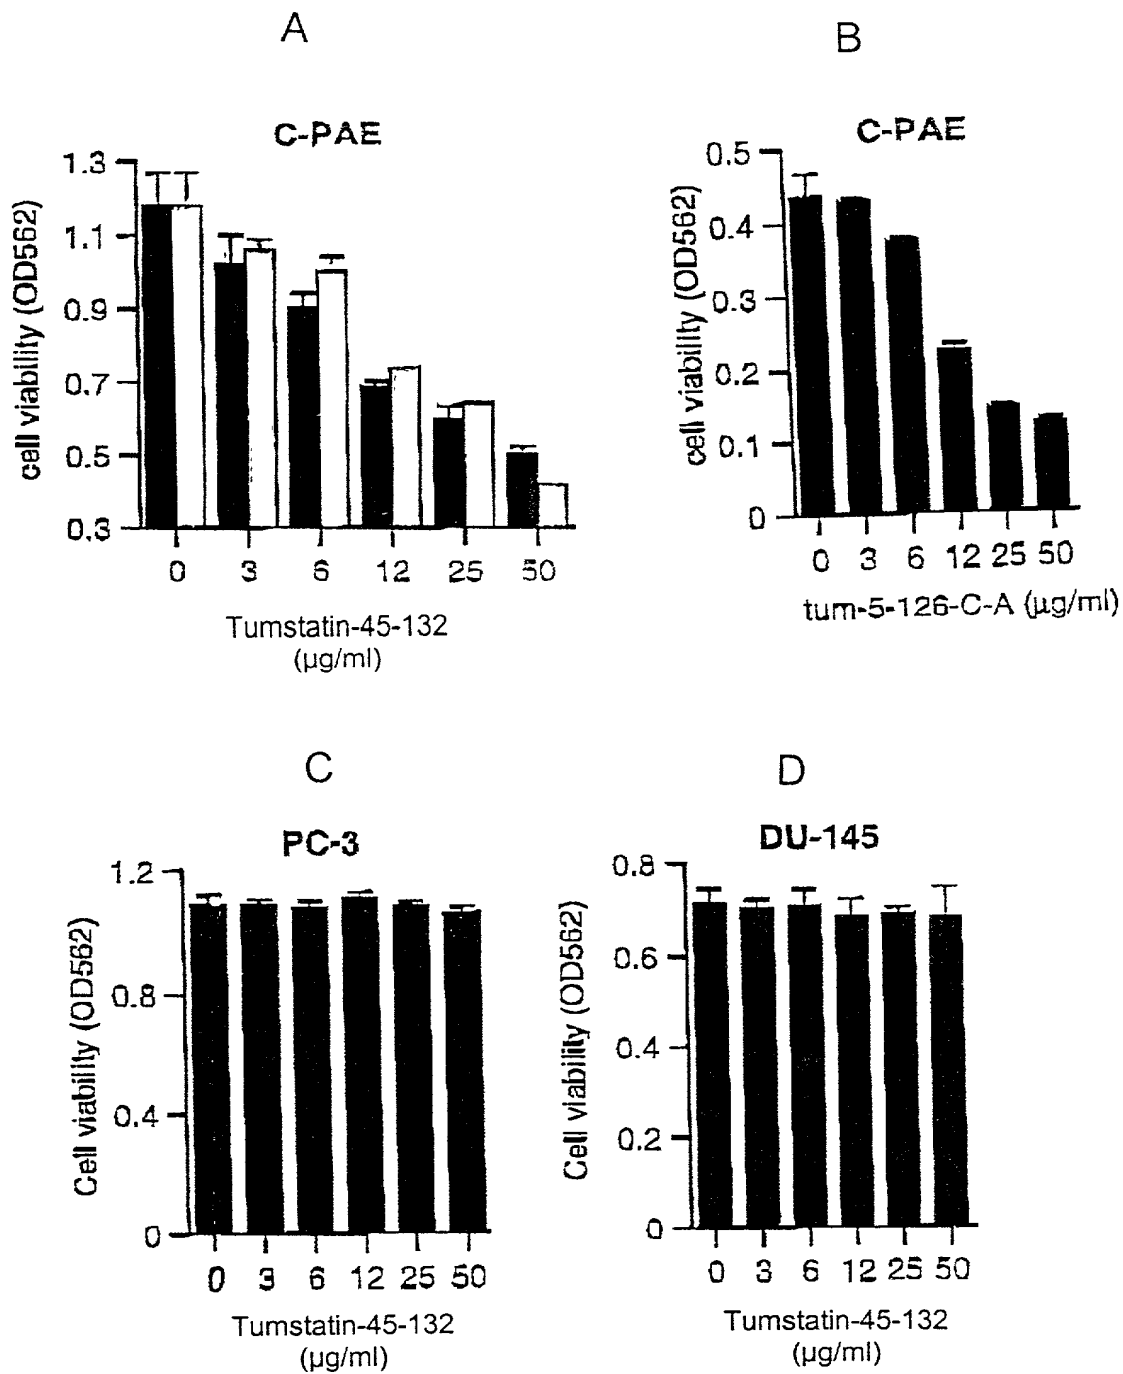 A
C-PAE
cell viability (OD562)
1.3
1.1
0.9
0.7
0.5
0.3
0 3 6 12 25 50
Tumstatin-45-132
(µg/ml)
B
C-PAE
cell viability (OD562)
0.5
0.4
0.3
0.2
0.1
0
0 3 6 12 25 50
tum-5-126-C-A (µg/ml)
C
PC-3
Cell viability (OD562)
1.2
0.8
0.4
0
0 3 6 12 25 50
Tumstatin-45-132
(µg/ml)
D
DU-145
Cell viability (OD562)
0.8
0.6
0.4
0.2
0
0 3 6 12 25 50
Tumstatin-45-132
(µg/ml)